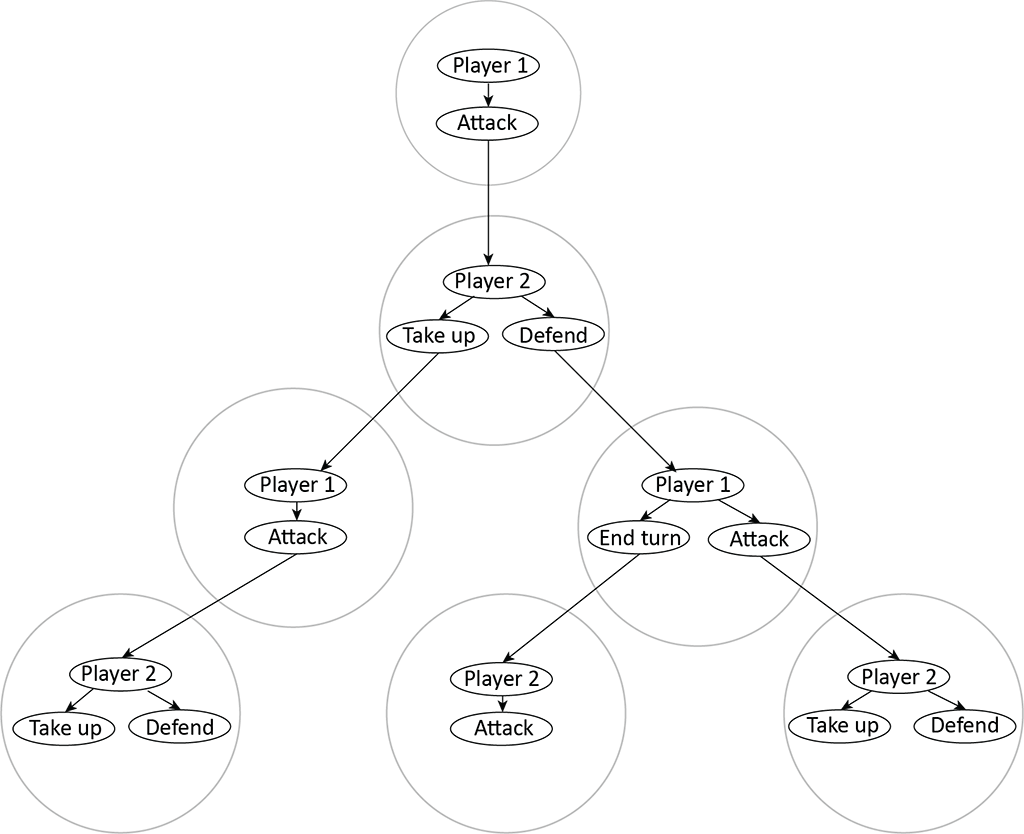 Player 1
Attack
Player 2
Take up
Defend
Player 1
Attack
Player 1
End turn
Attack
Player 2
Take up
Defend
Player 2
Attack
Player 2
Take up
Defend